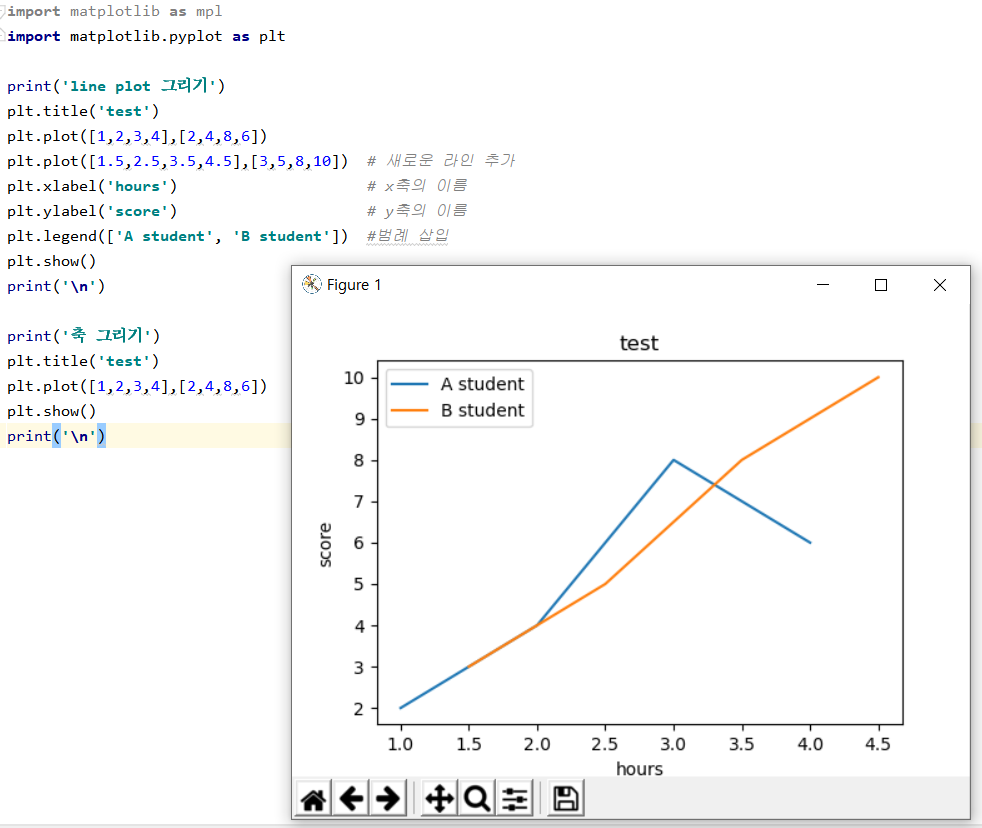 import matplotlib as mpl
import matplotlib.pyplot as plt
print('line plot 그리기')
plt.title('test')
plt.plot([1,2,3,4],[2,4,8,6])
plt.plot([1.5,2.5,3.5,4.5],[3,5,8,10])  # 새로운 라인 추가
plt.xlabel('hours')                     # x축의 이름
plt.ylabel('score')                     # y축의 이름
plt.legend(['A student', 'B student'])  #범례 삽입
plt.show()
print('\n')
print('축 그리기')
plt.title('test')
plt.plot([1,2,3,4],[2,4,8,6])
plt.show()
print('\n')
Figure 1
test
A student
B student
10
9
8
7
6
5
4
3
2
score
1.0 1.5 2.0 2.5 3.0 3.5 4.0 4.5
hours